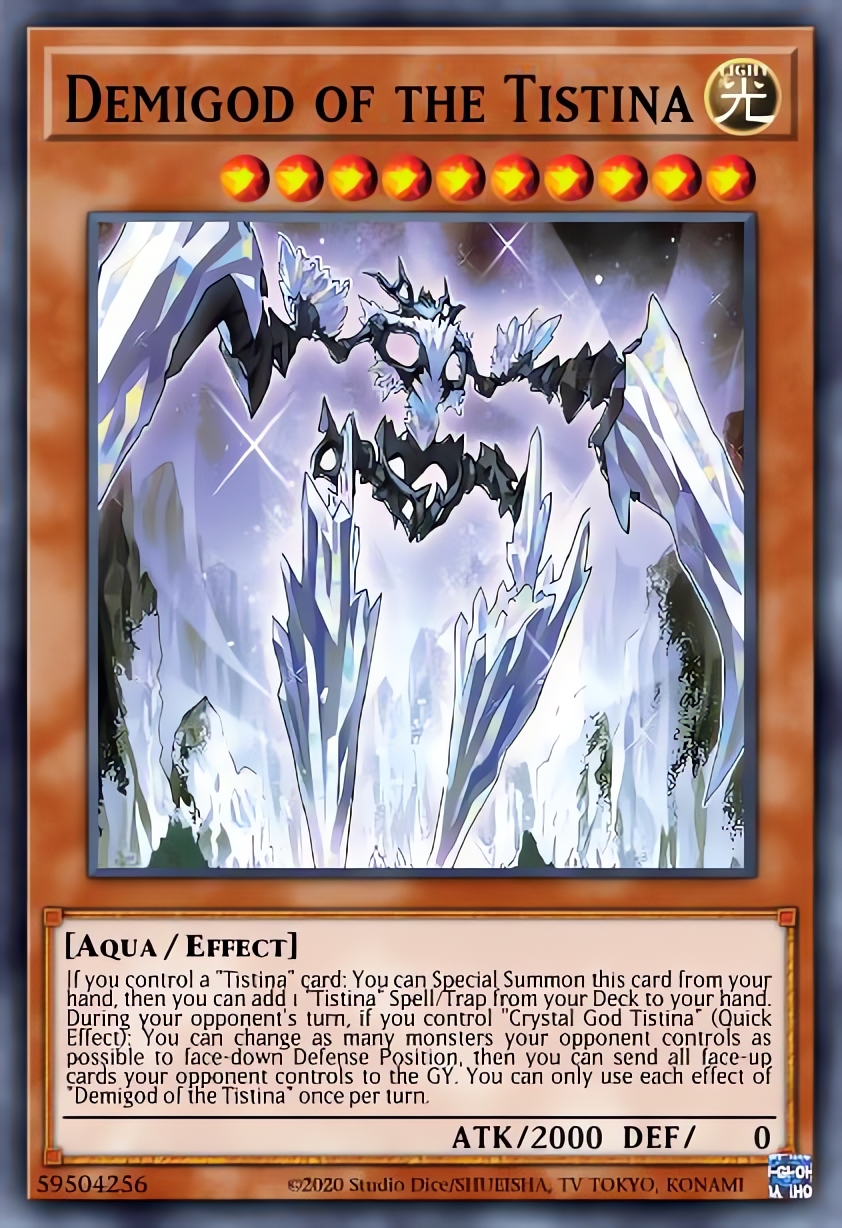 Demigod of the Tistina
LIGHT
光
[Aqua / Effect]
If you control a "Tistina" card: You can Special Summon this card from your
hand, then you can add 1 "Tistina" Spell/Trap from your Deck to your hand.
During your opponent's turn, if you control "Crystal God Tistina" (Quick
Effect): You can change as many monsters your opponent controls as
possible to face-down Defense Position, then you can send all face-up
cards your opponent controls to the GY. You can only use each effect of
"Demigod of the Tistina" once per turn.
ATK/2000 DEF/ 0
59504256 ©2020 Studio Dice/SHUEISHA, TV TOKYO, KONAMI